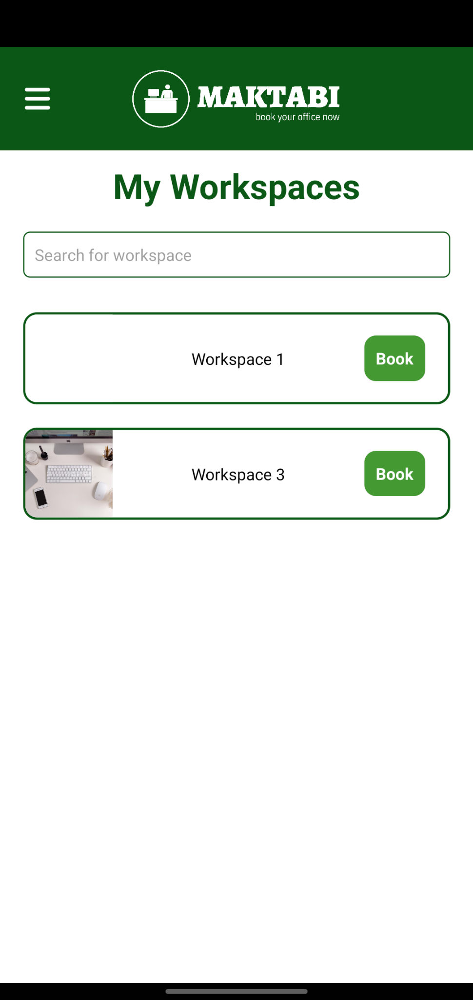 MAKTABI
book your office now
My Workspaces
Search for workspace
Workspace 1
Book
Workspace 3
Book